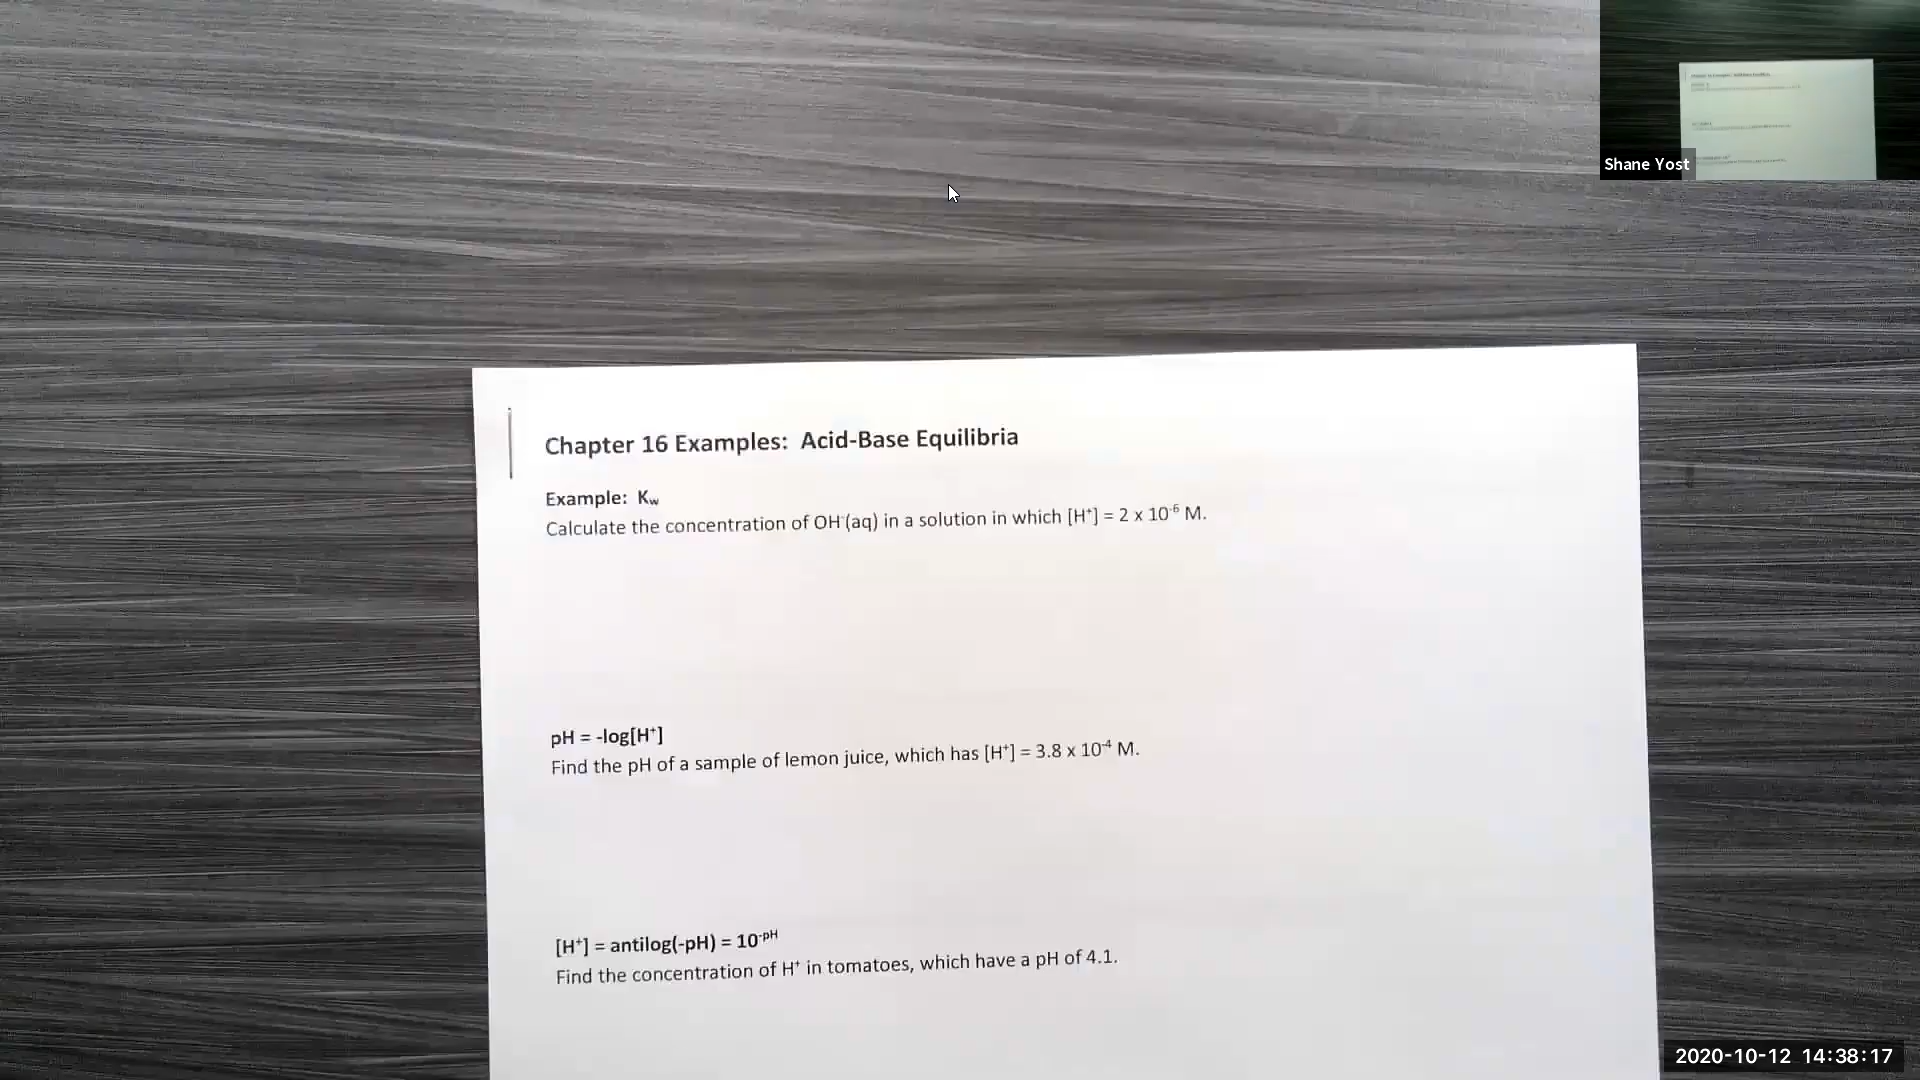 Shane Yost
Chapter 16 Examples: Acid-Base Equilibria
Example: Kw
Calculate the concentration of OH⁻(aq) in a solution in which [H⁺] = 2 x 10⁻⁶ M.
pH = -log[H⁺]
Find the pH of a sample of lemon juice, which has [H⁺] = 3.8 x 10⁻⁴ M.
[H⁺] = antilog(-pH) = 10⁻ᵖᴴ
Find the concentration of H⁺ in tomatoes, which have a pH of 4.1.
2020-10-12 14:38:17